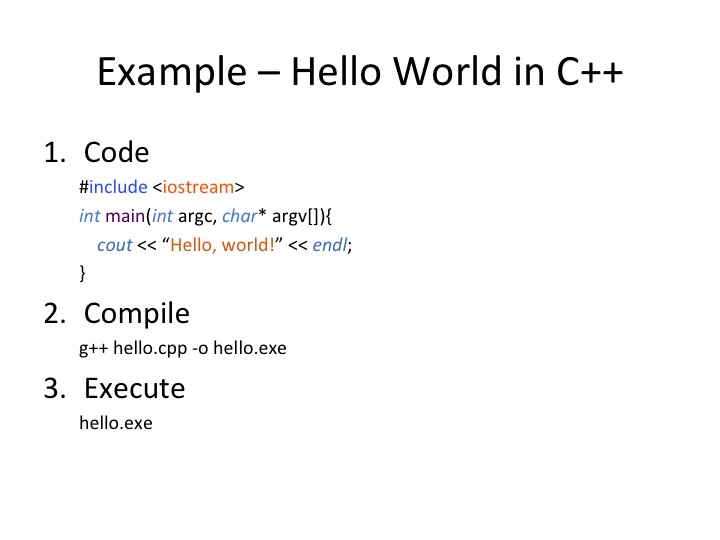 Example – Hello World in C++
1. Code
#include <iostream>
int main(int argc, char* argv[]){
cout << “Hello, world!” << endl;
}
2. Compile
g++ hello.cpp -o hello.exe
3. Execute
hello.exe